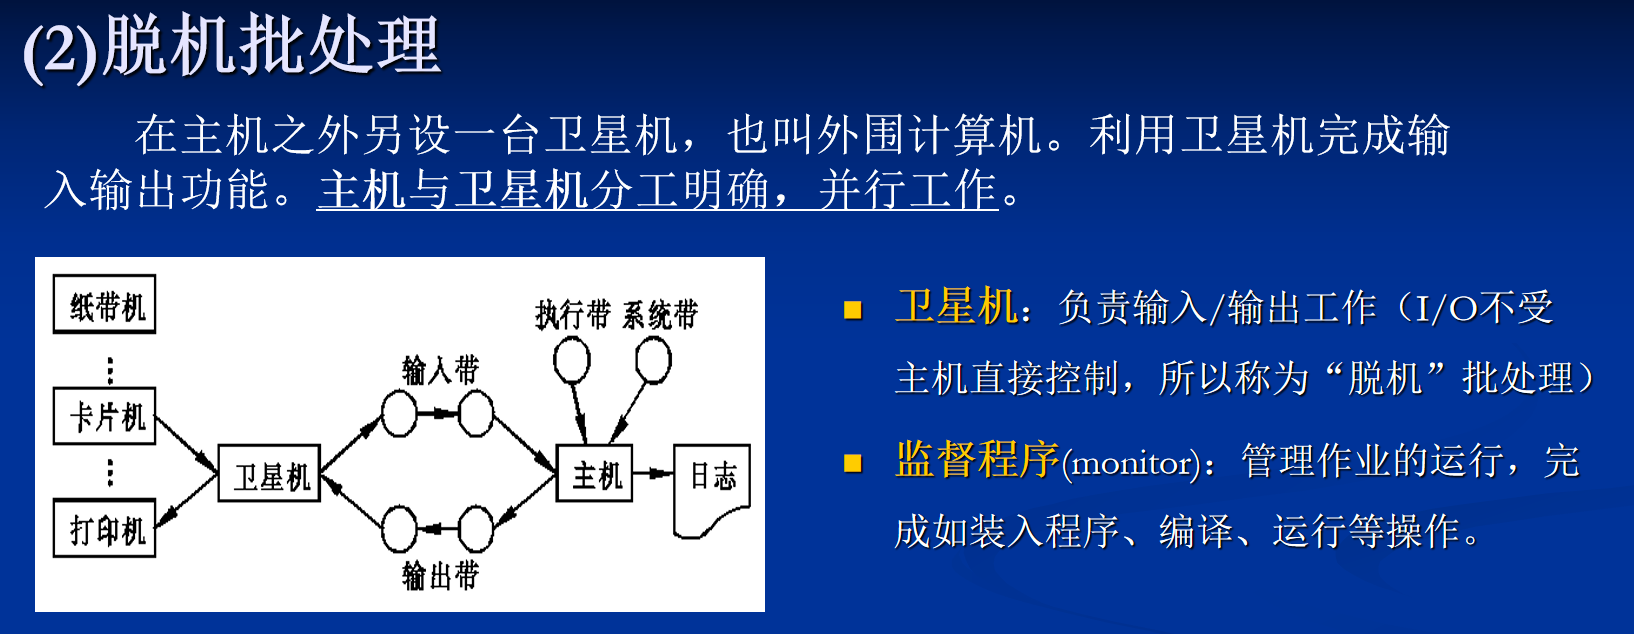 (2)脱机批处理
在主机之外另设一台卫星机，也叫外围计算机。利用卫星机完成输
入输出功能。主机与卫星机分工明确，并行工作。
纸带机
卡片机
打印机
卫星机
输入带
输出带
执行带 系统带
主机
日志
卫星机：负责输入/输出工作（I/O不受
主机直接控制，所以称为“脱机”批处理）
监督程序(monitor)：管理作业的运行，完
成如装入程序、编译、运行等操作。